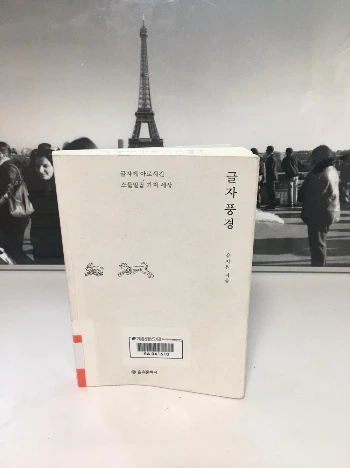 글자에 아로새긴
스물일곱 가지 세상
글자 풍경
유지원 지음
을유문화사